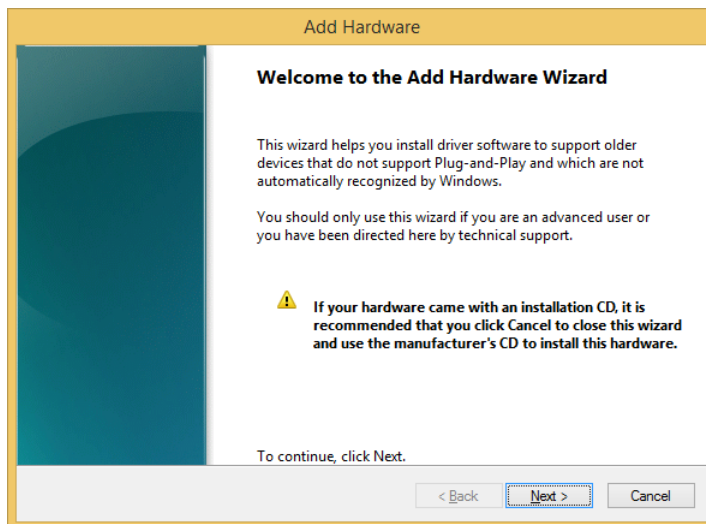 Add Hardware
Welcome to the Add Hardware Wizard
This wizard helps you install driver software to support older
devices that do not support Plug-and-Play and which are not
automatically recognized by Windows.
You should only use this wizard if you are an advanced user or
you have been directed here by technical support.
If your hardware came with an installation CD, it is
recommended that you click Cancel to close this wizard
and use the manufacturer's CD to install this hardware.
To continue, click Next.
< Back
Next >
Cancel